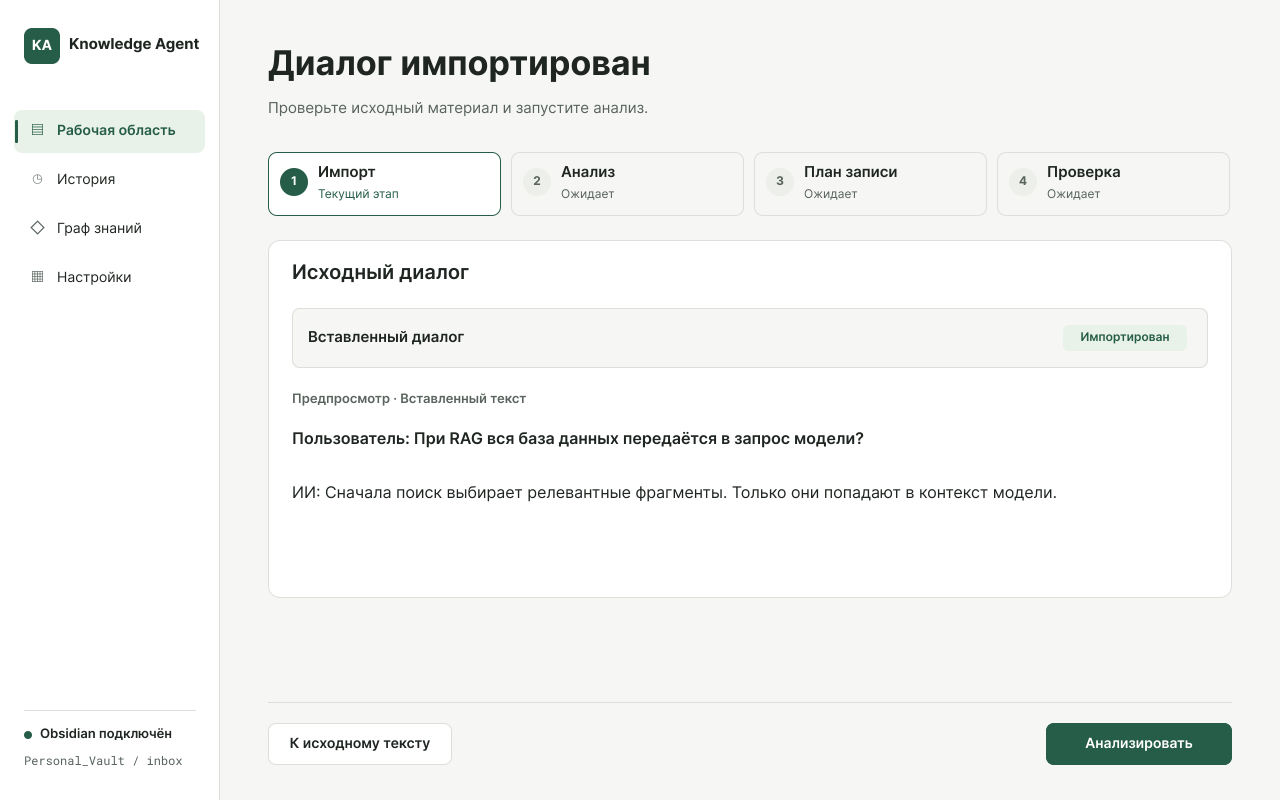 KA
Knowledge Agent
Рабочая область
История
Граф знаний
Настройки
Obsidian подключён
Personal_Vault / inbox
Диалог импортирован
Проверьте исходный материал и запустите анализ.
1
Импорт
Текущий этап
2
Анализ
Ожидает
3
План записи
Ожидает
4
Проверка
Ожидает
Исходный диалог
Вставленный диалог
Импортирован
Предпросмотр · Вставленный текст
Пользователь: При RAG вся база данных передаётся в запрос модели?
ИИ: Сначала поиск выбирает релевантные фрагменты. Только они попадают в контекст модели.
К исходному тексту
Анализировать